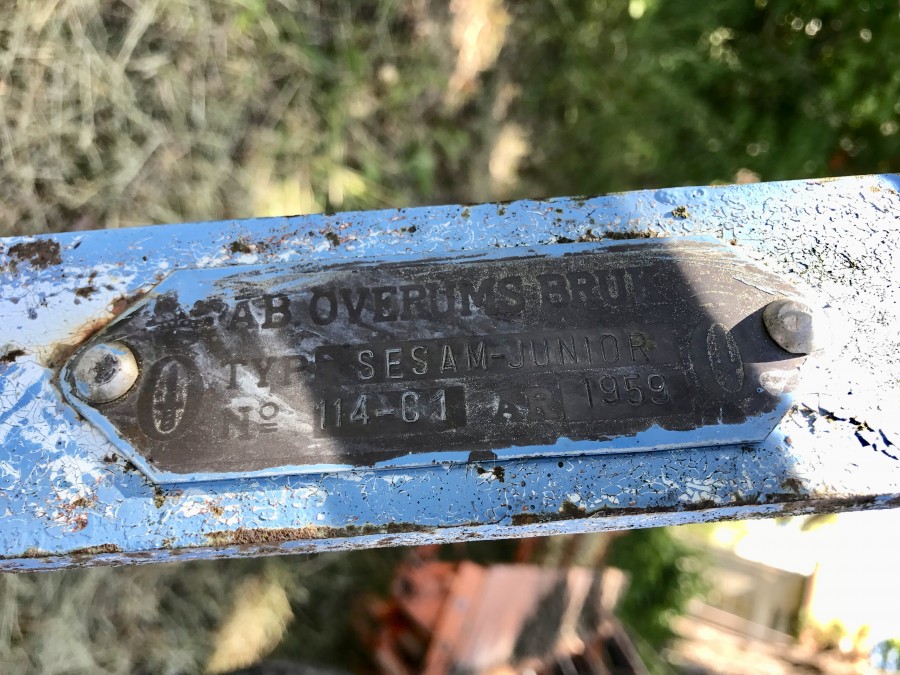 AB OVERUMS BRUK
TYPE SESAM-JUNIOR
Nº 114-61 ÅR 1959